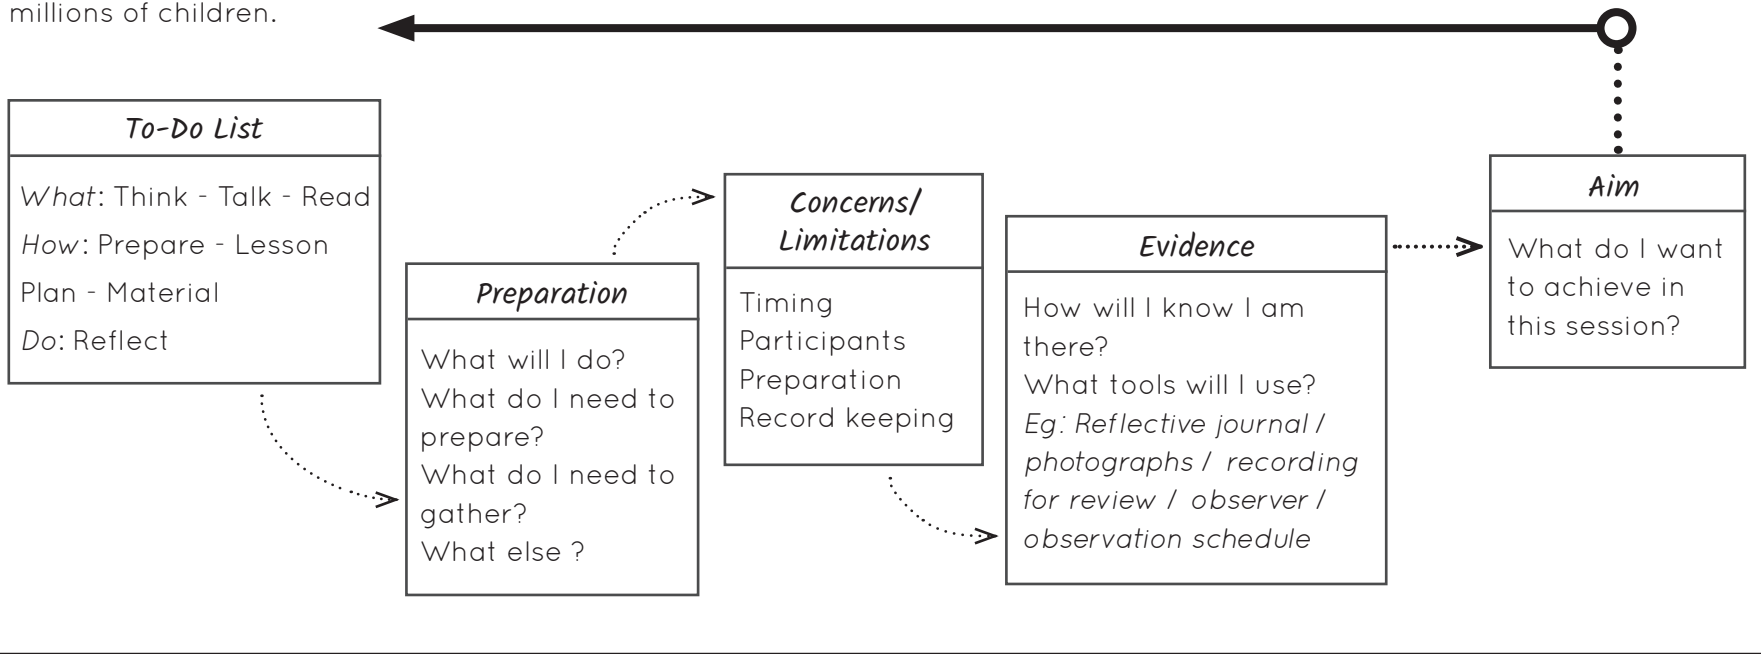 millions of children.
To-Do List
What: Think - Talk - Read
How: Prepare - Lesson
Plan - Material
Do: Reflect
Preparation
What will I do?
What do I need to
prepare?
What do I need to
gather?
What else ?
Concerns/
Limitations
Timing
Participants
Preparation
Record keeping
Evidence
How will I know I am
there?
What tools will I use?
Eg: Reflective journal /
photographs / recording
for review / observer /
observation schedule
Aim
What do I want
to achieve in
this session?